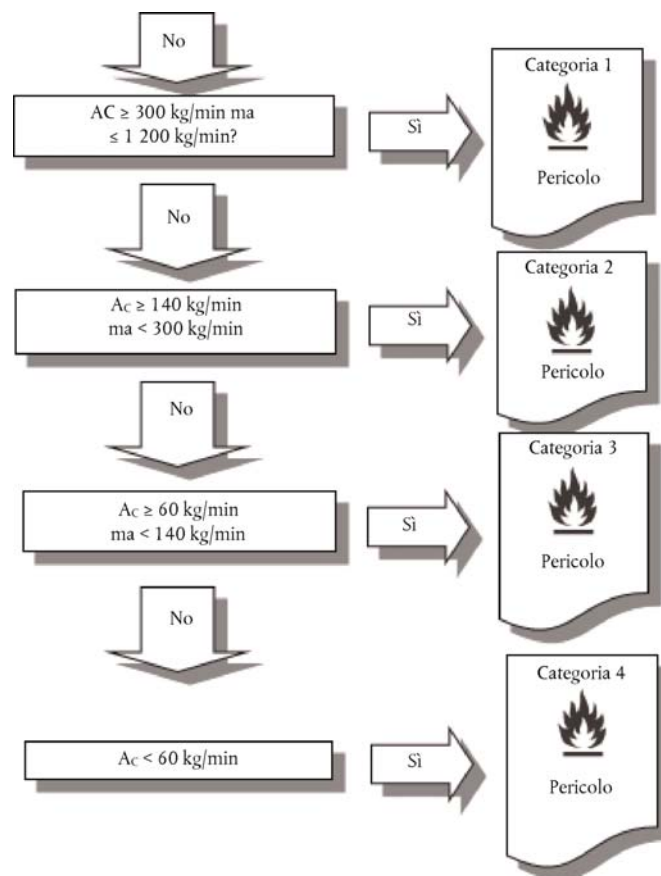 No
AC ≥ 300 kg/min ma
≤ 1 200 kg/min?
Sì
Categoria 1
Pericolo
No
Ac ≥ 140 kg/min
ma < 300 kg/min
Sì
Categoria 2
Pericolo
No
Ac ≥ 60 kg/min
ma < 140 kg/min
Sì
Categoria 3
Pericolo
No
Ac < 60 kg/min
Sì
Categoria 4
Pericolo